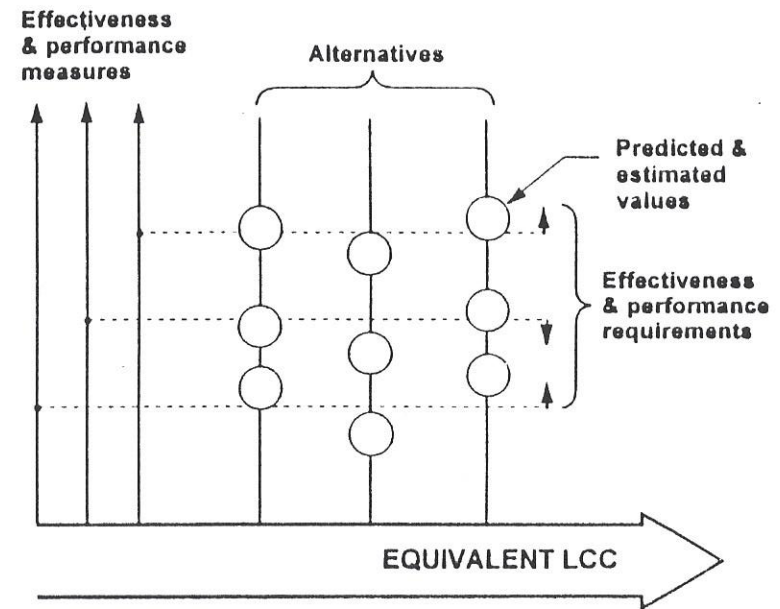 Effectiveness
& performance
measures
Alternatives
Predicted &
estimated
values
Effectiveness
& performance
requirements
EQUIVALENT LCC